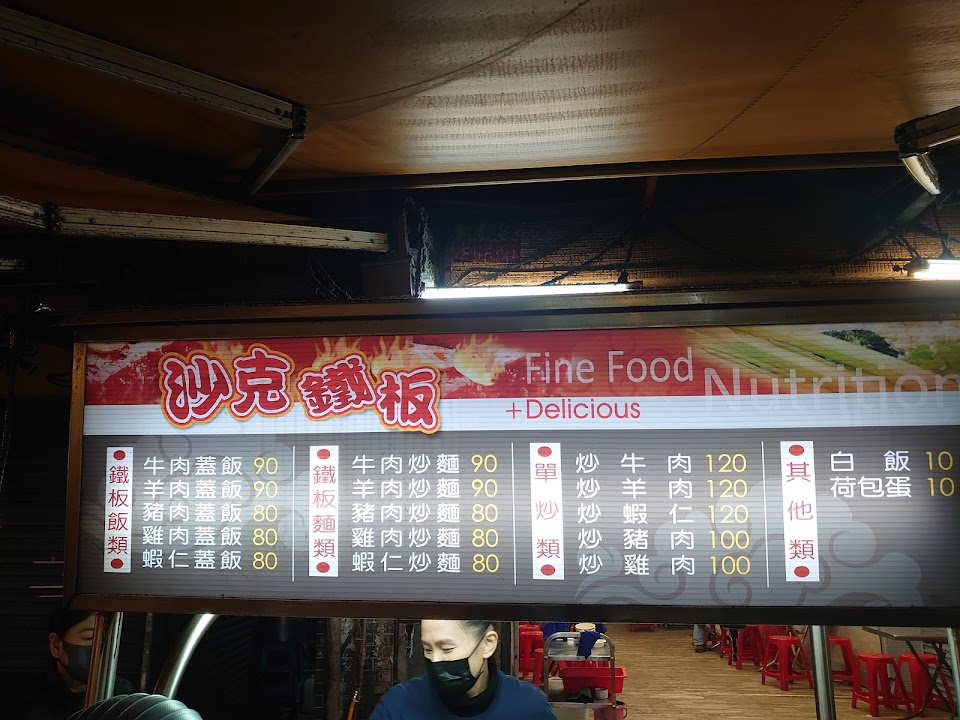 沙克鐵板
Fine Food
+Delicious
Nutrition
鐵板飯類
牛肉蓋飯 90
羊肉蓋飯 90
豬肉蓋飯 80
雞肉蓋飯 80
蝦仁蓋飯 80
鐵板麵類
牛肉炒麵 90
羊肉炒麵 90
豬肉炒麵 80
雞肉炒麵 80
蝦仁炒麵 80
單炒類
炒牛肉 120
炒羊肉 120
炒蝦仁 120
炒豬肉 100
炒雞肉 100
其他類
白飯 10
荷包蛋 10